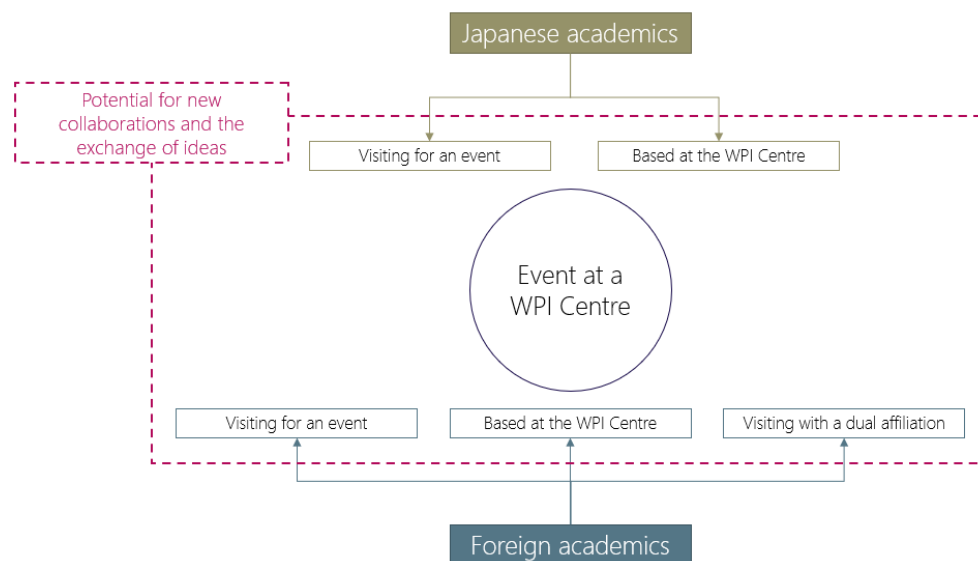 Japanese academics
Potential for new
collaborations and the
exchange of ideas
Visiting for an event
Based at the WPI Centre
Event at a
WPI Centre
Visiting for an event
Based at the WPI Centre
Visiting with a dual affiliation
Foreign academics